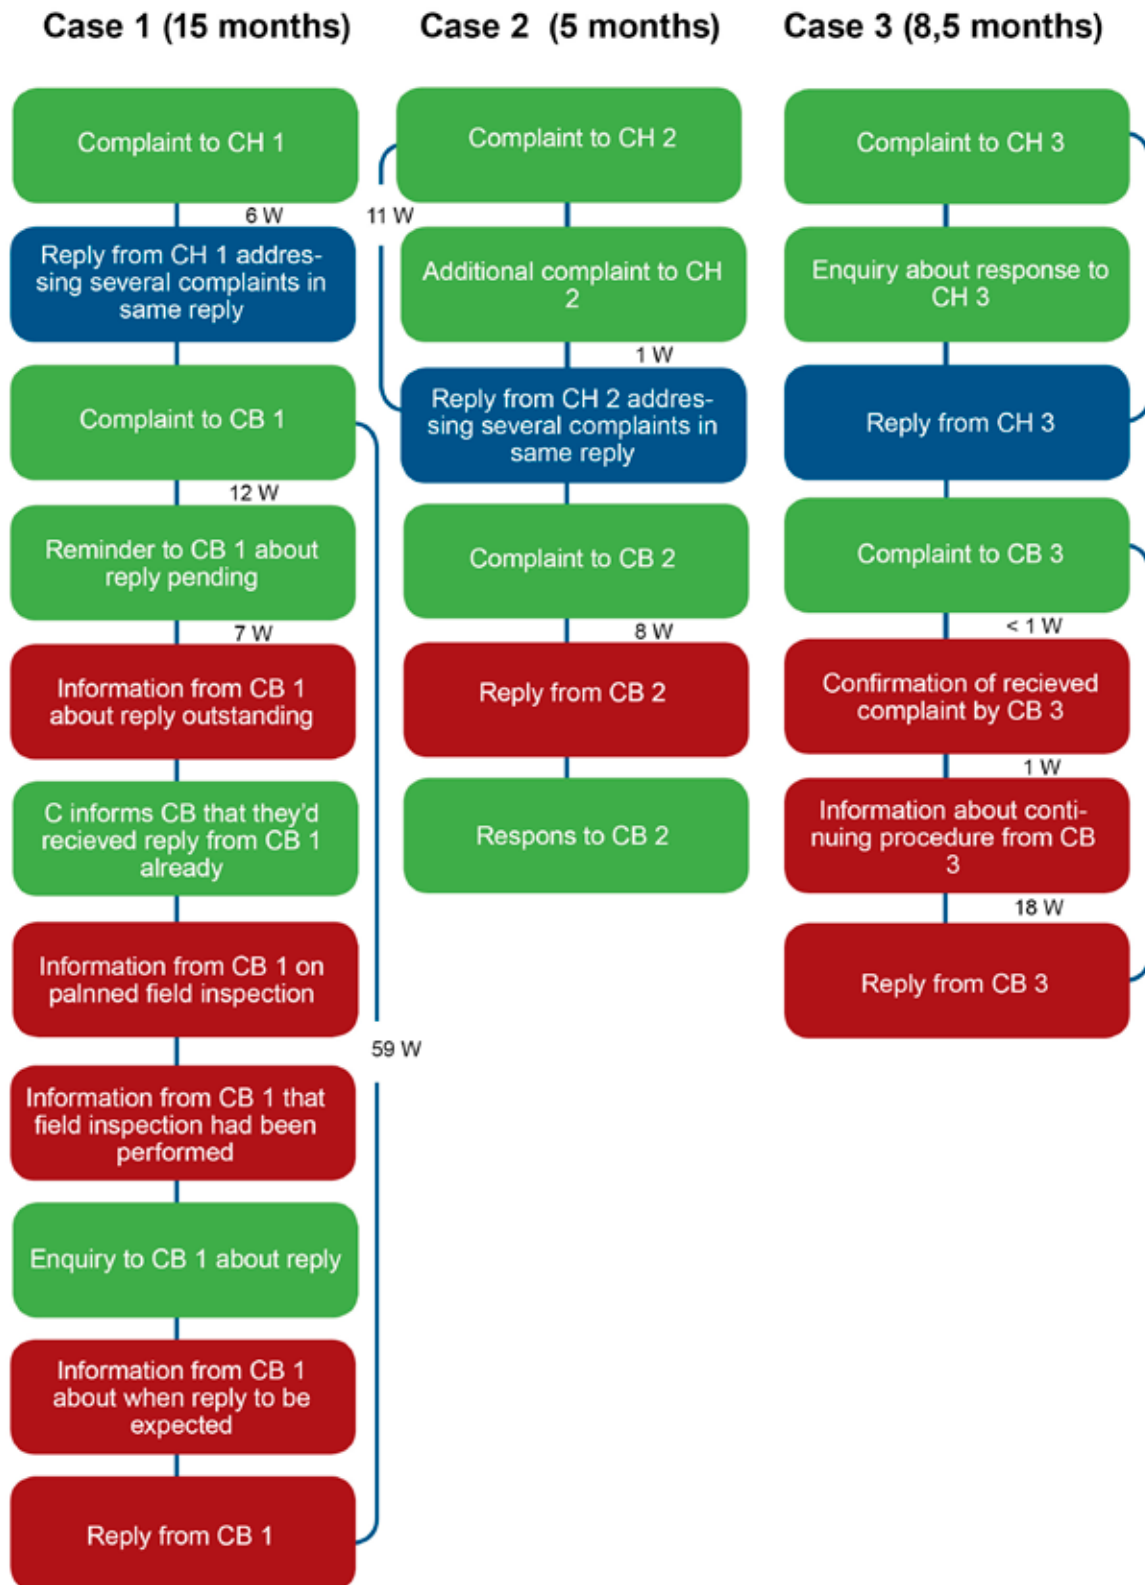 Case 1 (15 months)
Complaint to CH 1
6 W
Reply from CH 1 addres-
sing several complaints in
same reply
Complaint to CB 1
12 W
Reminder to CB 1 about
reply pending
7 W
Information from CB 1
about reply outstanding
C informs CB that they'd
recieved reply from CB 1
already
Information from CB 1 on
palnned field inspection
Information from CB 1 that
field inspection had been
performed
Enquiry to CB 1 about reply
Information from CB 1
about when reply to be
expected
Reply from CB 1
59 W
Case 2 (5 months)
Complaint to CH 2
11 W
Additional complaint to CH
2
1 W
Reply from CH 2 addres-
sing several complaints in
same reply
Complaint to CB 2
8 W
Reply from CB 2
Respons to CB 2
Case 3 (8,5 months)
Complaint to CH 3
Enquiry about response to
CH 3
Reply from CH 3
Complaint to CB 3
< 1 W
Confirmation of recieved
complaint by CB 3
1 W
Information about conti-
nuing procedure from CB
3
18 W
Reply from CB 3